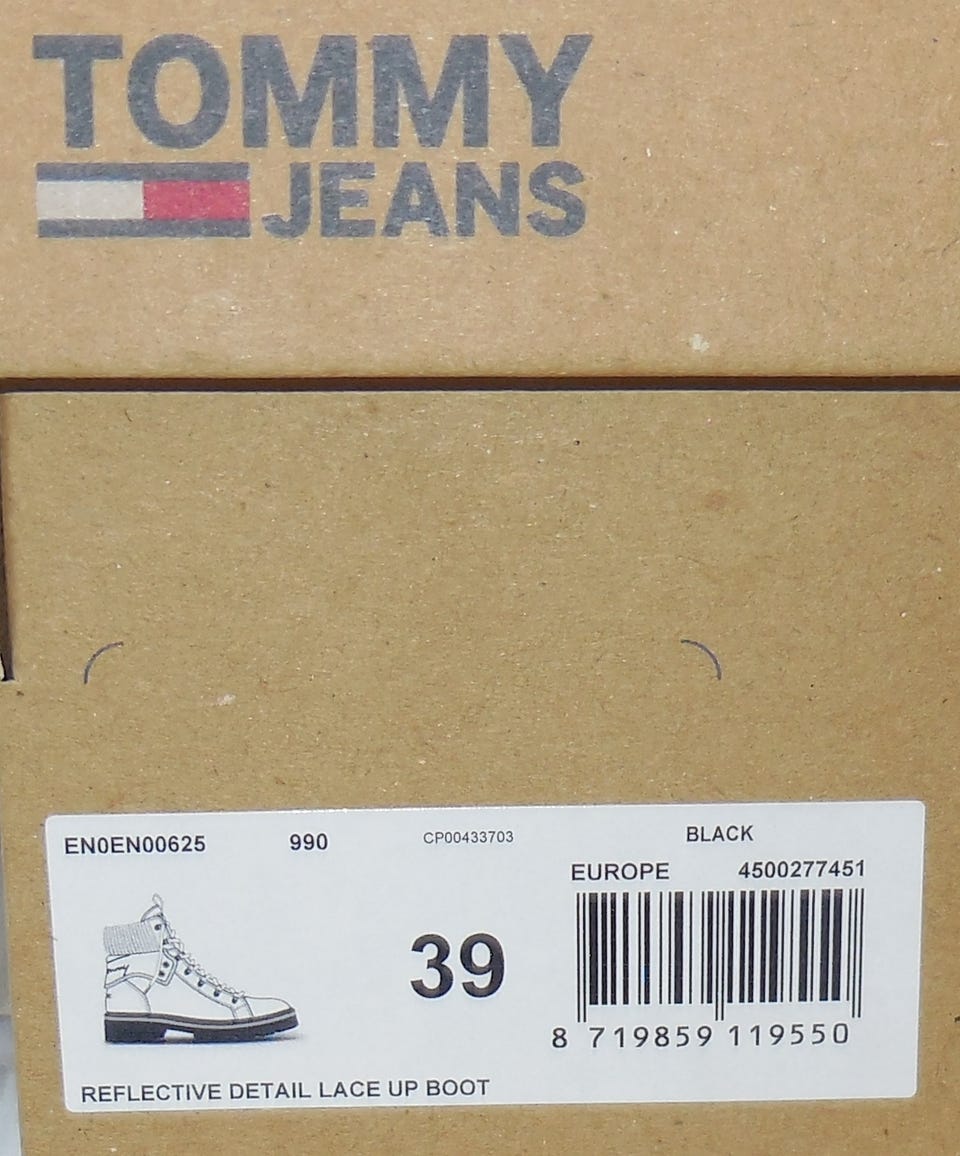 TOMMY
JEANS
EN0EN00625 990 CP00433703 BLACK
EUROPE 4500277451
39
8 719859 119550
REFLECTIVE DETAIL LACE UP BOOT